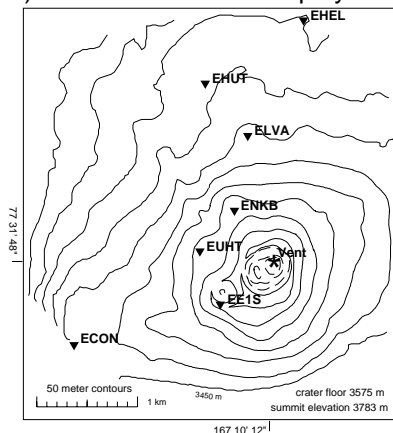 EHEL
EHUT
ELVA
ENKB
EUHT
Vent
EE1S
ECON
77 31 48"
50 meter contours
1 km
3450 m
crater floor 3575 m
summit elevation 3783 m
167 10' 12"